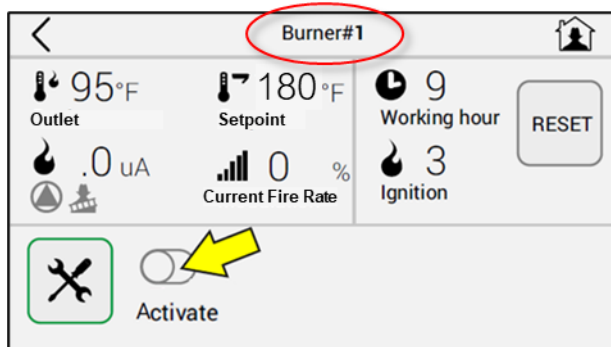 Burner#1
95°F
Outlet
180°F
Setpoint
9
Working hour
RESET
.0 uA
0 %
Current Fire Rate
3
Ignition
Activate